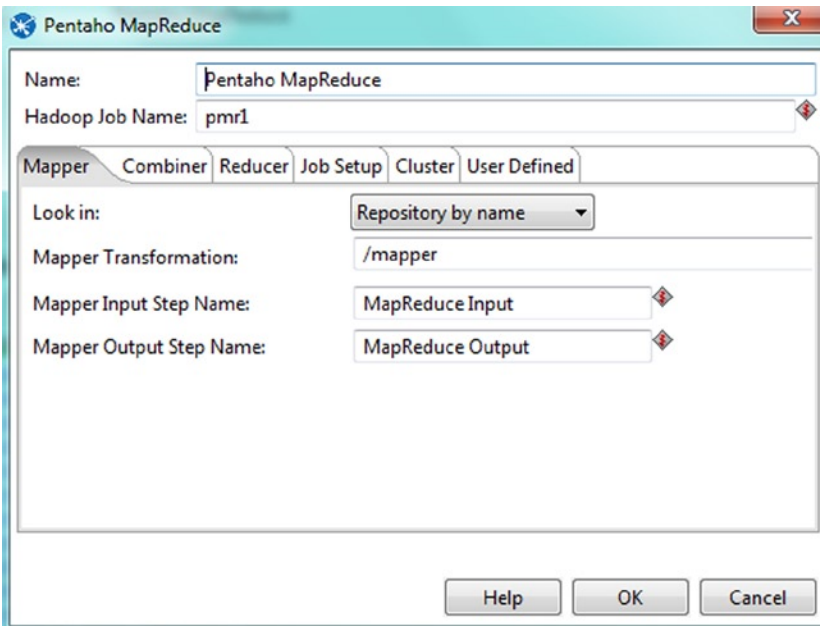 Pentaho MapReduce
Name: Pentaho MapReduce
Hadoop Job Name: pmr1
Mapper Combiner Reducer Job Setup Cluster User Defined
Look in: Repository by name
Mapper Transformation: /mapper
Mapper Input Step Name: MapReduce Input
Mapper Output Step Name: MapReduce Output
Help OK Cancel